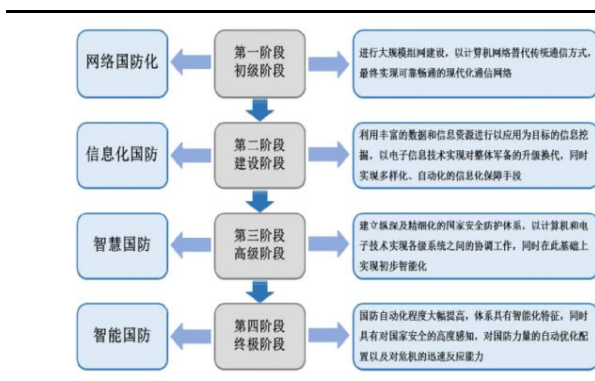 网络国防化
第一阶段
初级阶段
进行大规模组网建设，以计算机网络替代传统通信方式，
最终实现可靠畅通的现代化通信网络
信息化国防
第二阶段
建设阶段
利用丰富的数据和信息资源进行以应用为目标的信息挖
掘，以电子信息技术实现对整体军备的升级换代，同时
实现多样化、自动化的信息化保障手段
智慧国防
第三阶段
高级阶段
建立纵深及精细化的国家安全防护体系，以计算机和电
子技术实现各级系统之间的协调工作，同时在此基础上
实现初步智能化
智能国防
第四阶段
终极阶段
国防自动化程度大幅提高，体系具有智能化特征，同时
具有对国家安全的高度感知，对国防力量的自动优化配
置以及对危机的迅速反应能力